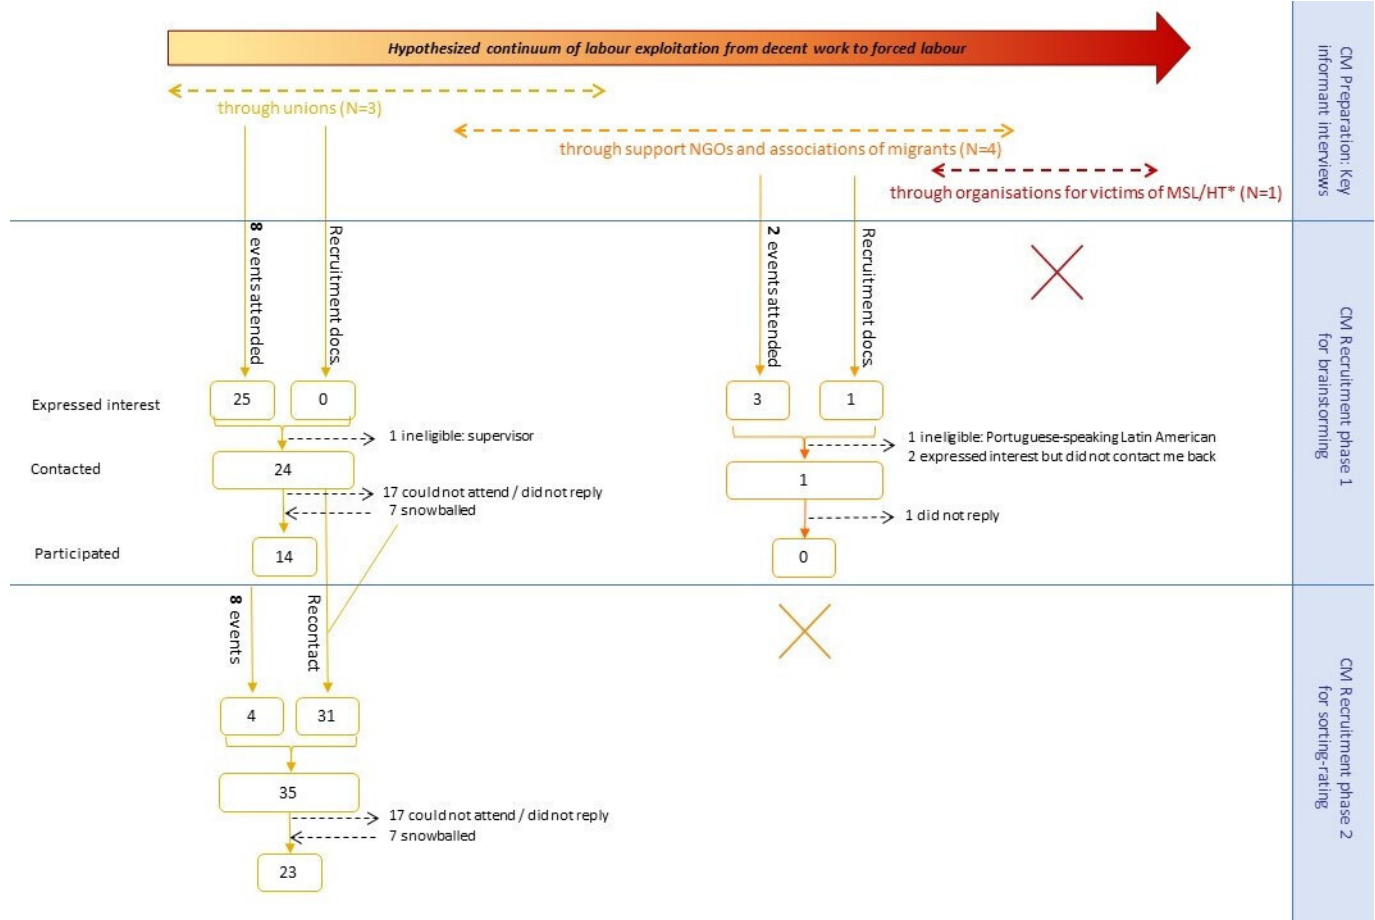 Hypothesized continuum of labour exploitation from decent work to forced labour
CM Preparation: Key
informant interviews
through unions (N=3)
through support NGOs and associations of migrants (N=4)
through organisations for victims of MSL/HT* (N=1)
8 events attended
Recruitment docs.
2 events attended
Recruitment docs.
CM Recruitment phase 1
for brainstorming
Expressed interest
25
0
3
1
1 ineligible: supervisor
1 ineligible: Portuguese-speaking Latin American
2 expressed interest but did not contact me back
Contacted
24
1
17 could not attend / did not reply
7 snowballed
1 did not reply
Participated
14
0
8 events
Recontact
CM Recruitment phase 2
for sorting-rating
4
31
35
17 could not attend / did not reply
7 snowballed
23